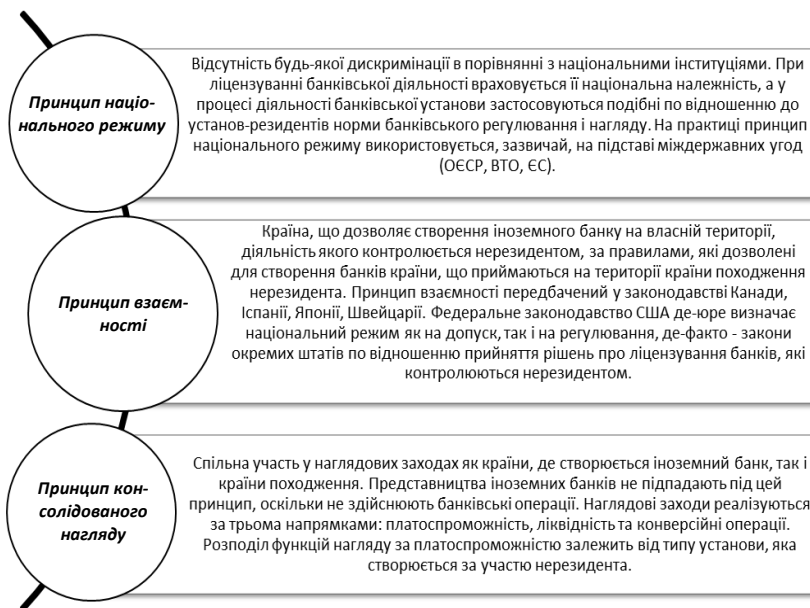 Принцип націо-
нального режиму
Відсутність будь-якої дискримінації в порівнянні з національними інституціями. При
ліцензуванні банківської діяльності враховується її національна належність, а у
процесі діяльності банківської установи застосовуються подібні по відношенню до
установ-резидентів норми банківського регулювання і нагляду. На практиці принцип
національного режиму використовується, зазвичай, на підставі міждержавних угод
(ОЄСР, ВТО, ЄС).
Принцип взаєм-
ності
Країна, що дозволяє створення іноземного банку на власній території,
діяльність якого контролюється нерезидентом, за правилами, які дозволені
для створення банків країни, що приймаються на території країни походження
нерезидента. Принцип взаємності передбачений у законодавстві Канади,
Іспанії, Японії, Швейцарії. Федеральне законодавство США де-юре визначає
національний режим як на допуск, так і на регулювання, де-факто - закони
окремих штатів по відношенню прийняття рішень про ліцензування банків, які
контролюються нерезидентом.
Принцип кон-
солідованого
нагляду
Спільна участь у наглядових заходах як країни, де створюється іноземний банк, так і
країни походження. Представництва іноземних банків не підпадають під цей
принцип, оскільки не здійснюють банківські операції. Наглядові заходи реалізуються
за трьома напрямками: платоспроможність, ліквідність та конверсійні операції.
Розподіл функцій нагляду за платоспроможністю залежить від типу установи, яка
створюється за участю нерезидента.